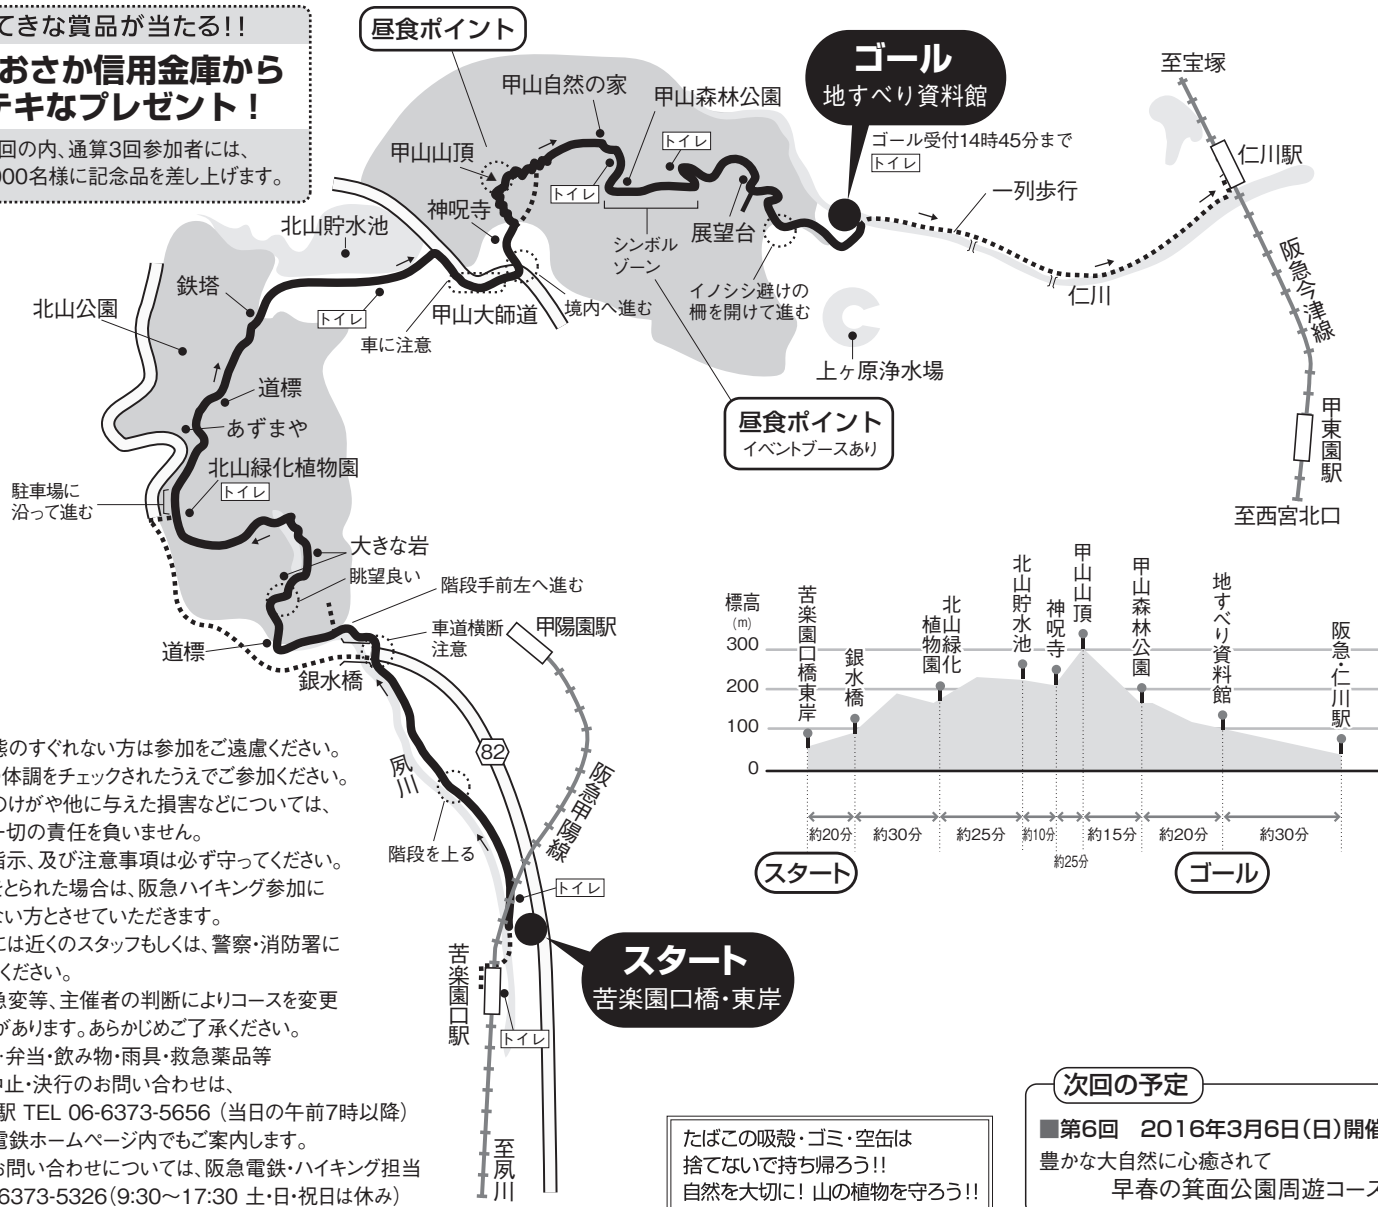 てきな賞品が当たる!!
おさか信用金庫から
テキなプレゼント！
回の内、通算3回参加者には、
000名様に記念品を差し上げます。
昼食ポイント
甲山自然の家
甲山森林公園
トイレ
トイレ
甲山山頂
神呪寺
シンボル
ゾーン
展望台
イノシシ避けの
柵を開けて進む
ゴール
地すべり資料館
ゴール受付14時45分まで
トイレ
一列歩行
至宝塚
仁川駅
阪急今津線
仁川
甲東園駅
至西宮北口
上ヶ原浄水場
昼食ポイント
イベントブースあり
北山貯水池
鉄塔
北山公園
トイレ
車に注意
甲山大師道
境内へ進む
道標
あずまや
北山緑化植物園
トイレ
駐車場に
沿って進む
大きな岩
眺望良い
階段手前左へ進む
車道横断
注意
甲陽園駅
道標
銀水橋
82
夙川
阪急甲陽線
階段を上る
トイレ
スタート
苦楽園口橋・東岸
苦楽園口駅
トイレ
至夙川
標高
(m)
300
200
100
0
苦楽園口橋東岸
銀水橋
北山緑化
植物園
北山貯水池
神呪寺
甲山山頂
甲山森林公園
地すべり資料館
阪急・仁川駅
約20分
約30分
約25分
約10分
約25分
約15分
約20分
約30分
スタート
ゴール
態のすぐれない方は参加をご遠慮ください。
体調をチェックされたうえでご参加ください。
のけがや他に与えた損害などについては、
一切の責任を負いません。
指示、及び注意事項は必ず守ってください。
をとられた場合は、阪急ハイキング参加に
ない方とさせていただきます。
には近くのスタッフもしくは、警察・消防署に
ください。
急変等、主催者の判断によりコースを変更
があります。あらかじめご了承ください。
・弁当・飲み物・雨具・救急薬品等
中止・決行のお問い合わせは、
駅 TEL 06-6373-5656（当日の午前7時以降）
電鉄ホームページ内でもご案内します。
お問い合わせについては、阪急電鉄・ハイキング担当
6373-5326（9:30～17:30 土・日・祝日は休み）
たばこの吸殻・ゴミ・空缶は
捨てないで持ち帰ろう!!
自然を大切に! 山の植物を守ろう!!
次回の予定
■第6回　2016年3月6日（日）開催
豊かな大自然に心癒されて
早春の箕面公園周遊コース